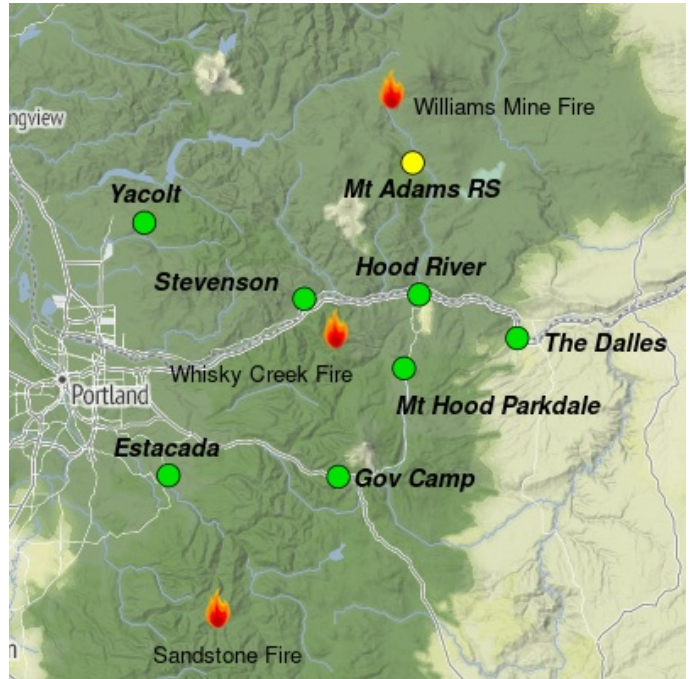 Williams Mine Fire
ngview
Mt Adams RS
Yacolt
Hood River
Stevenson
The Dalles
Whisky Creek Fire
Portland
Mt Hood Parkdale
Estacada
Gov Camp
Sandstone Fire
n